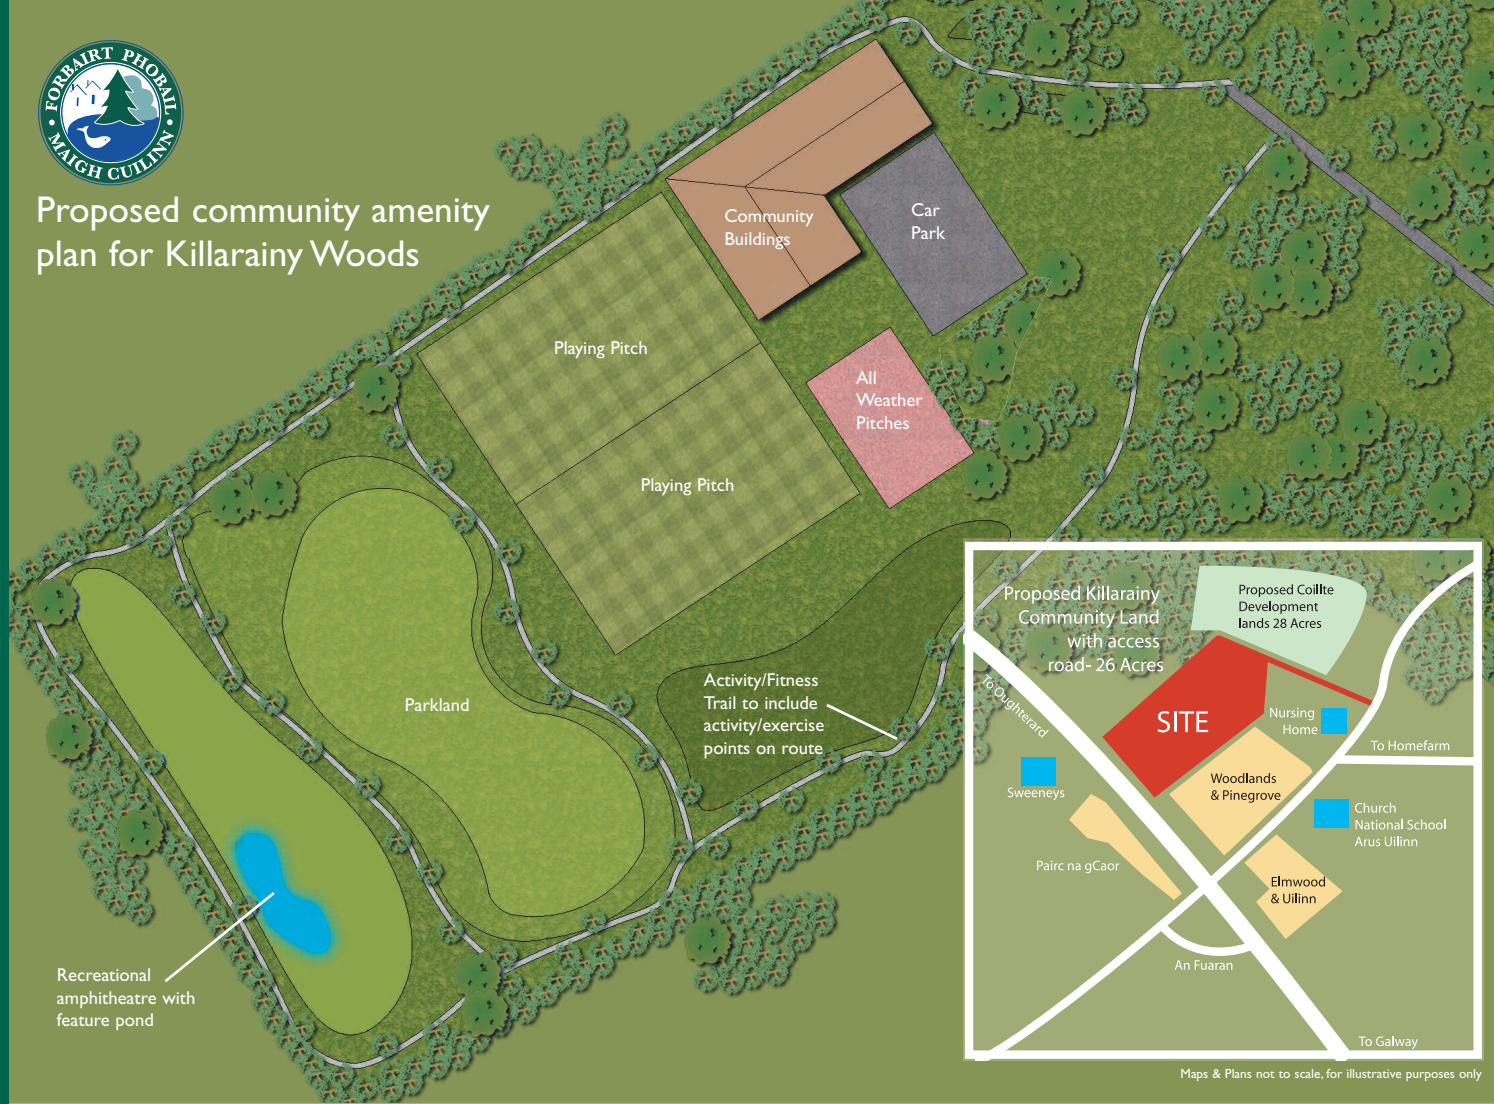 FORBAIRT PHOBAIL
MAIGH CUILINN
Proposed community amenity
plan for Killarainy Woods
Community
Buildings
Car
Park
Playing Pitch
All
Weather
Pitches
Playing Pitch
Parkland
Activity/Fitness
Trail to include
activity/exercise
points on route
Recreational
amphitheatre with
feature pond
Proposed Killarainy
Community Land
with access
road- 26 Acres
Proposed Coillte
Development
lands 28 Acres
To Oughterard
SITE
Nursing
Home
To Homefarm
Sweeneys
Woodlands
& Pinegrove
Church
National School
Arus Uilinn
Pairc na gCaor
Elmwood
& Uilinn
An Fuaran
To Galway
Maps & Plans not to scale, for illustrative purposes only